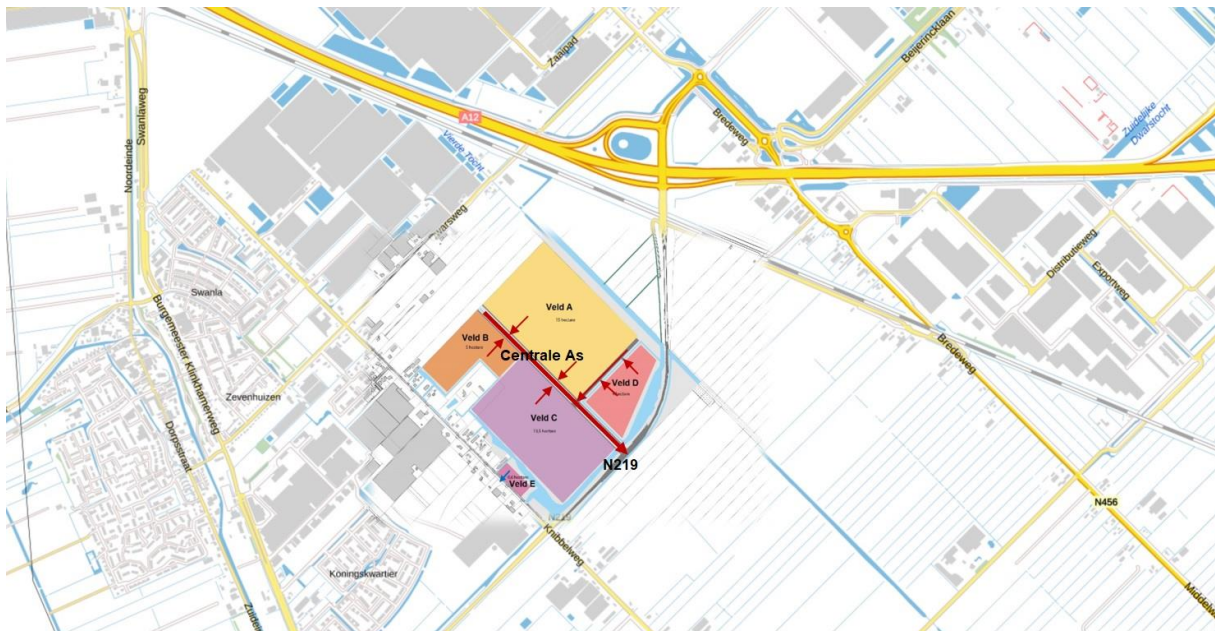 Zaaipad
Beijerincklaan
A12
Bredeweg
Zuidelijke
Dwarstocht
Swanlaweg
Noordeinde
Vierde Tocht
Distributieweg
Exportweg
Swanla
Burgemeester Klinkhamerweg
Veld A
Veld B
Centrale As
Veld D
Bredeweg
Zevenhuizen
Veld C
Dorpsstraat
N219
Veld E
N456
Knibbelweg
Koningskwartier